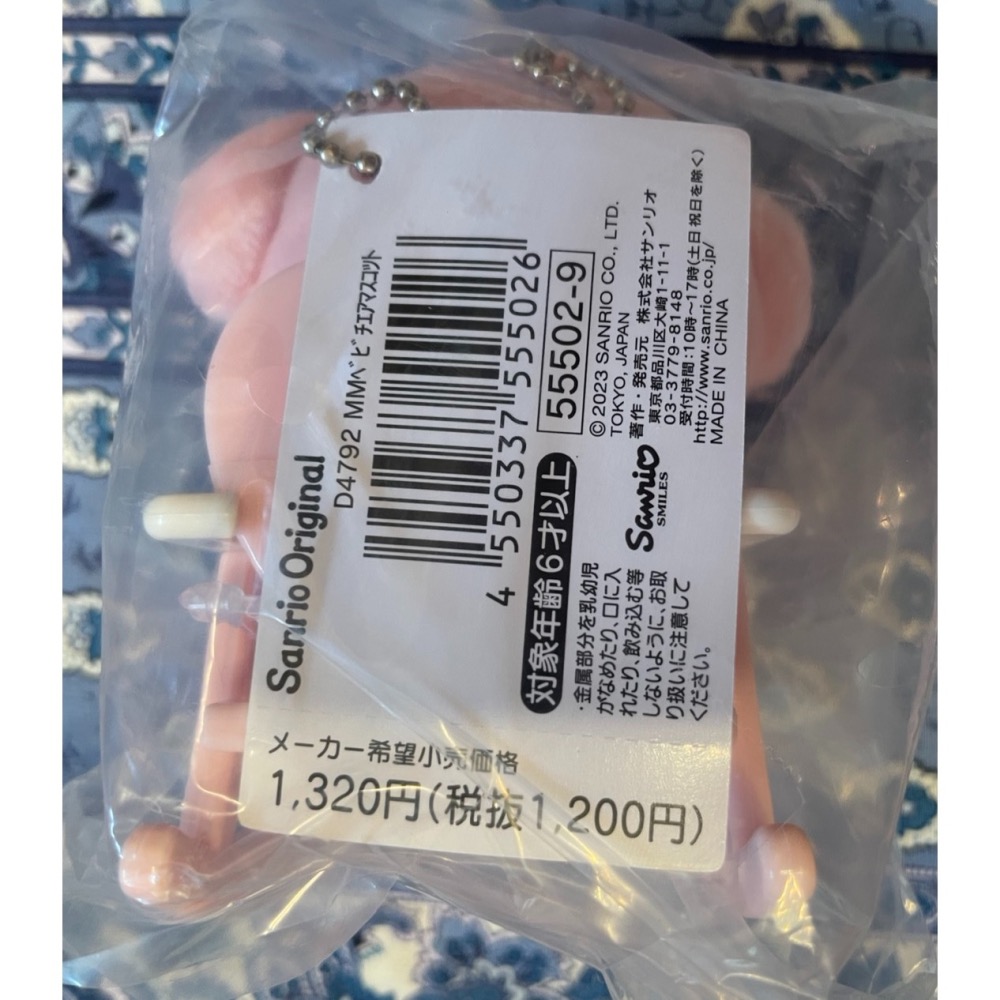 Sanrio Original
D4792 MMﾍﾞﾋﾞﾁｴｱﾏｽｺｯﾄ
4 550337 555026
55502-9
対象年齢6才以上
・金属部分を乳幼児
がなめたり、口に入
れたり、飲み込む等
しないように、お取
り扱いに注意して
ください。
©2023 SANRIO CO., LTD.
TOKYO, JAPAN
著作・発売元 株式会社サンリオ
東京都品川区大崎1-11-1
03-3779-8148
受付時間:10時～17時(土日祝日を除く)
http://www.sanrio.co.jp/
MADE IN CHINA
Sanrio
SMILES
メーカー希望小売価格
1,320円(税抜1,200円)